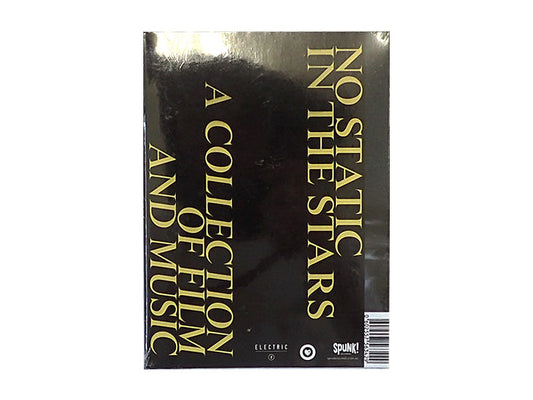 NO STATIC
IN THE STARS
A COLLECTION
OF FILM
AND MUSIC
ELECTRIC
SPUNK!